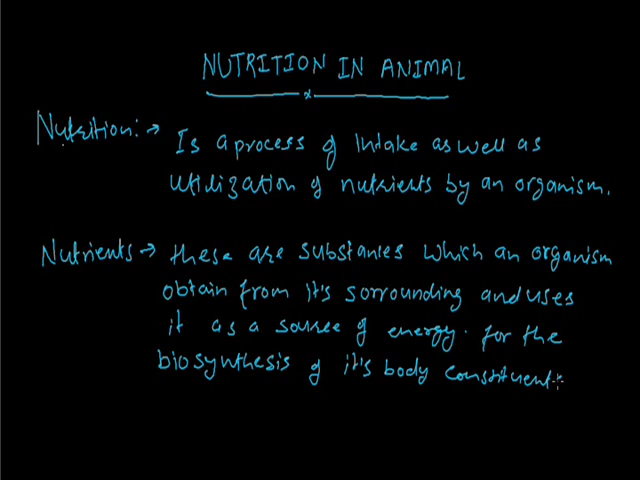 NUTRITION IN ANIMAL
Nutrition: → Is a process of Intake as well as
utilization of nutrients by an organism.
Nutrients → these are substanies which an organism
obtain from it's sorrounding and uses
it as a source of energy. for the
biosynthesis of it's body constituent